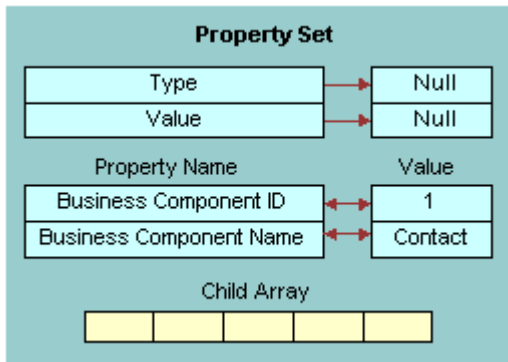 Property Set
Type Null
Value Null
Property Name Value
Business Component ID 1
Business Component Name Contact
Child Array